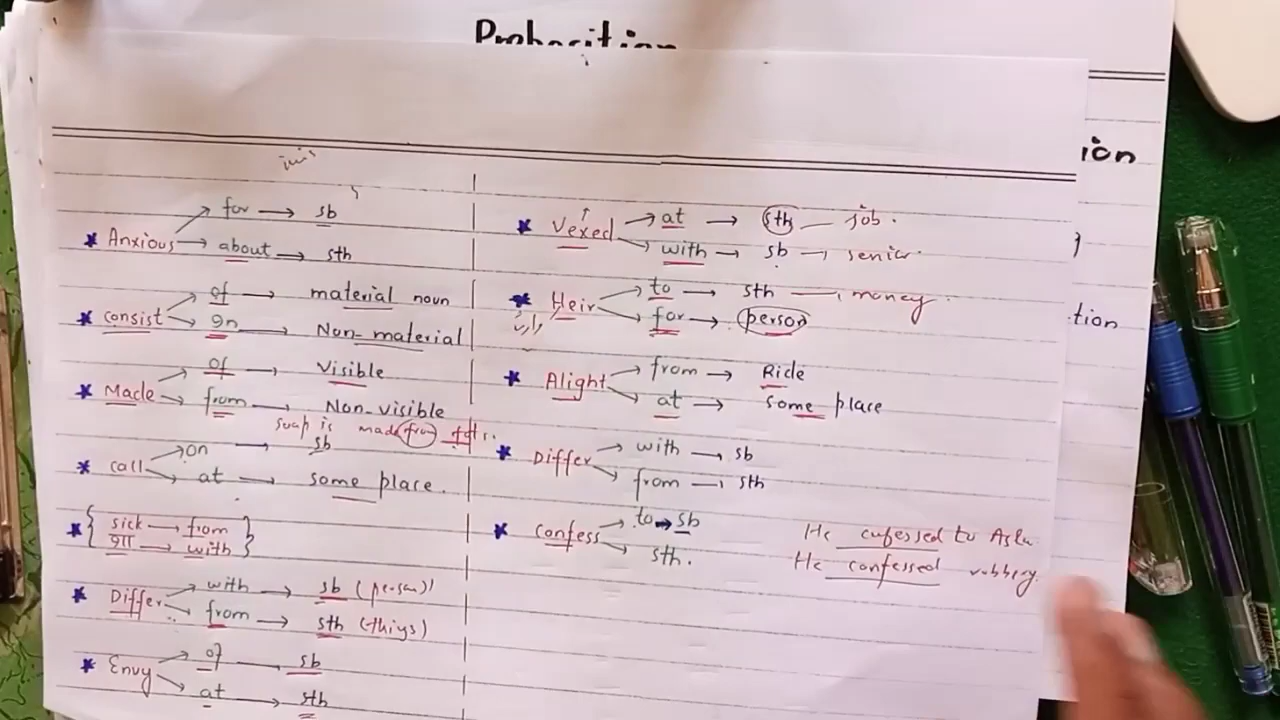 Preposition
ion
tion
Anxious → for → sb
→ about → sth
consist → of → material noun
→ In → Non-material
Made → of → Visible
→ from → Non-visible
soap is made from
call → on → sb
→ at → some place.
{ sick → from
Ill → with }
Differ → with → sb (person)
→ from → sth (things)
Envy → of → sb
→ at → sth
Vexed → at → sth — job.
→ with → sb → senior.
Heir → to → sth → money.
→ for → person
Alight → from → Ride
→ at → some place
Differ → with → sb
→ from → sth
Confess → to → sb
→ sth.
He cofessed to
He confessed robbery.